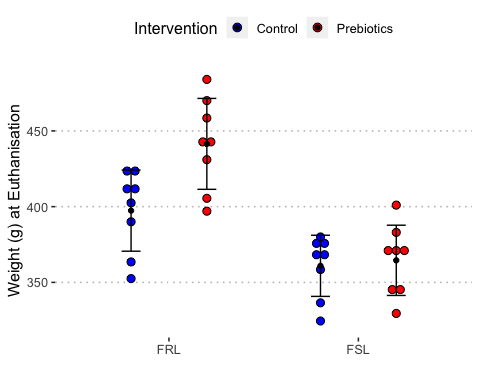 Intervention Control Prebiotics
Weight (g) at Euthanisation
450
400
350
FRL FSL